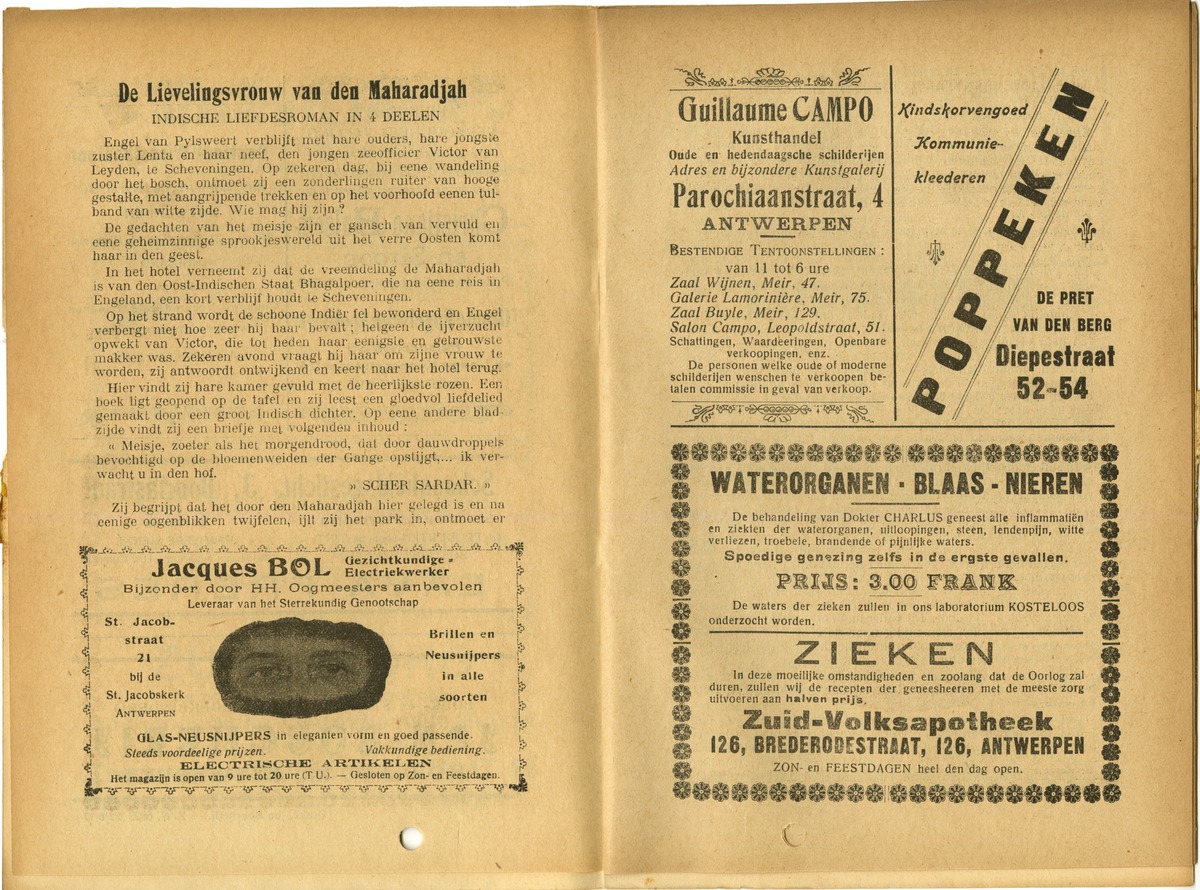 De Lievelingsvrouw van den Maharadjah
INDISCHE LIEFDESROMAN IN 4 DEELEN
Engel van Pylsweert verblijft met hare ouders, hare jongste
zuster Lenta en haar neef, den jongen zeeofficier Victor van
Leyden, te Scheveningen. Op zekeren dag, bij eene wandeling
door het bosch, ontmoet zij een zonderlingen ruiter van hooge
gestalte, met aangrijpende trekken en op het voorhoofd eenen tul-
band van witte zijde. Wie mag hij zijn ?
De gedachten van het meisje zijn er gansch van vervuld en
eene geheimzinnige sprookjeswereld uit het verre Oosten komt
haar in den geest.
In het hotel verneemt zij dat de vreemdeling de Maharadjah
is van den Oost-Indischen Staat Bhagalpoer, die na eene reis in
Engeland, een kort verblijf houdt te Scheveningen.
Op het strand wordt de schoone Indiër fel bewonderd en Engel
verbergt niet hoe zeer hij haar bevalt ; hetgeen de ijverzucht
opwekt van Victor, die tot heden haar eenigste en getrouwste
makker was. Zekeren avond vraagt hij haar om zijne vrouw te
worden, zij antwoordt ontwijkend en keert naar het hotel terug.
Hier vindt zij hare kamer gevuld met de heerlijkste rozen. Een
boek ligt geopend op de tafel en zij leest een gloedvol liefdelied
gemaakt door een groot Indisch dichter. Op eene andere blad-
zijde vindt zij een briefje met volgenden inhoud :
« Meisje, zoeter als het morgendrood, dat door dauwdroppels
bevochtigd op de bloemenweiden der Gange opstijgt,... ik ver-
wacht u in den hof.
» SCHER SARDAR. »
Zij begrijpt dat het door den Maharadjah hier gelegd is en na
eenige oogenblikken twijfelen, ijlt zij het park in, ontmoet er
Jacques BOL Gezichtkundige -
Electriekwerker
Bijzonder door HH. Oogmeesters aanbevolen
Leveraar van het Sterrekundig Genootschap
St. Jacob-
straat
21
bij de
St. Jacobskerk
ANTWERPEN
Brillen en
Neusnijpers
in alle
soorten
GLAS-NEUSNIJPERS in eleganten vorm en goed passende.
Steeds voordeelige prijzen. Vakkundige bediening.
ELECTRISCHE ARTIKELEN
Het magazijn is open van 9 ure tot 20 ure (T U.). — Gesloten op Zon- en Feestdagen.
Guillaume CAMPO
Kunsthandel
Oude en hedendaagsche schilderijen
Adres en bijzondere Kunstgalerij
Parochiaanstraat, 4
ANTWERPEN
BESTENDIGE TENTOONSTELLINGEN :
van 11 tot 6 ure
Zaal Wijnen, Meir, 47.
Galerie Lamorinière, Meir, 75.
Zaal Buyle, Meir, 129.
Salon Campo, Leopoldstraat, 51.
Schattingen, Waardeeringen, Openbare
verkoopingen, enz.
De personen welke oude of moderne
schilderijen wenschen te verkoopen be-
talen commissie in geval van verkoop.
Kindskorvengoed
Kommunie-
kleederen
POPPEKEN
DE PRET
VAN DEN BERG
Diepestraat
52-54
WATERORGANEN - BLAAS - NIEREN
De behandeling van Dokter CHARLUS geneest alle inflammatiën
en ziekten der waterorganen, uitloopingen, steen, lendenpijn, witte
verliezen, troebele, brandende of pijnlijke waters.
Spoedige genezing zelfs in de ergste gevallen.
PRIJS: 3.00 FRANK
De waters der zieken zullen in ons laboratorium KOSTELOOS
onderzocht worden.
ZIEKEN
In deze moeilijke omstandigheden en zoolang dat de Oorlog zal
duren, zullen wij de recepten der geneesheeren met de meeste zorg
uitvoeren aan halven prijs.
Zuid-Volksapotheek
126, BREDERODESTRAAT, 126, ANTWERPEN
ZON- en FEESTDAGEN heel den dag open.